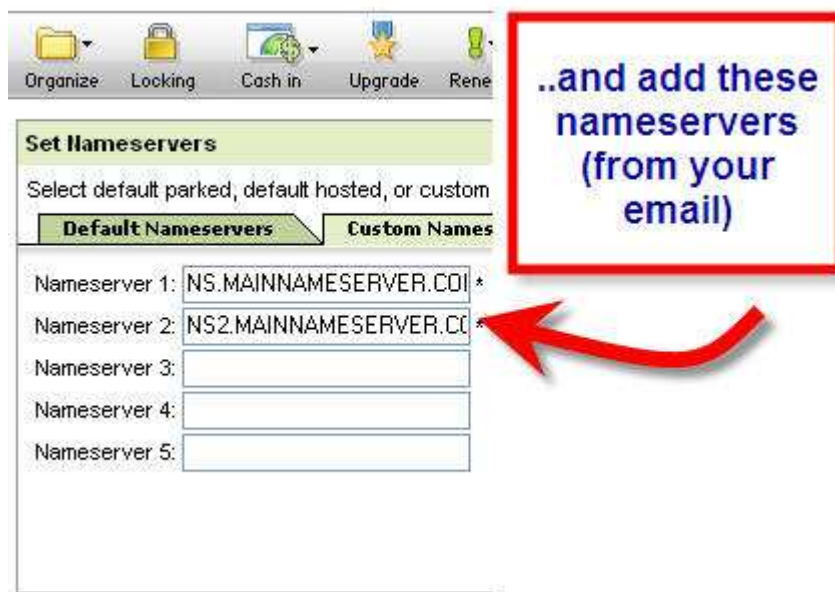 Organize Locking Cash in Upgrade Rene
..and add these
nameservers
(from your
email)
Set Nameservers
Select default parked, default hosted, or custom
Default Nameservers Custom Names
Nameserver 1: NS.MAINNAMESERVER.COI *
Nameserver 2: NS2.MAINNAMESERVER.CO *
Nameserver 3:
Nameserver 4:
Nameserver 5: